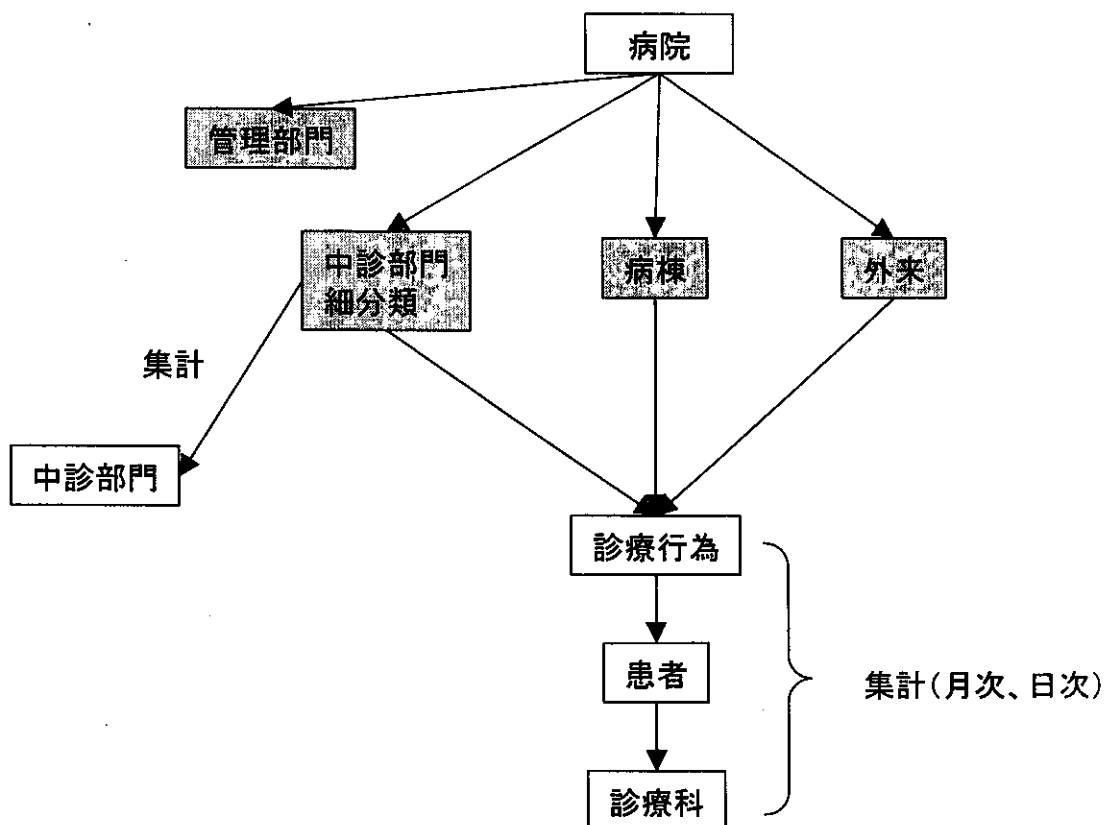 病院
管理部門
中診部門
細分類
病棟
外来
集計
中診部門
診療行為
患者
集計(月次、日次)
診療科